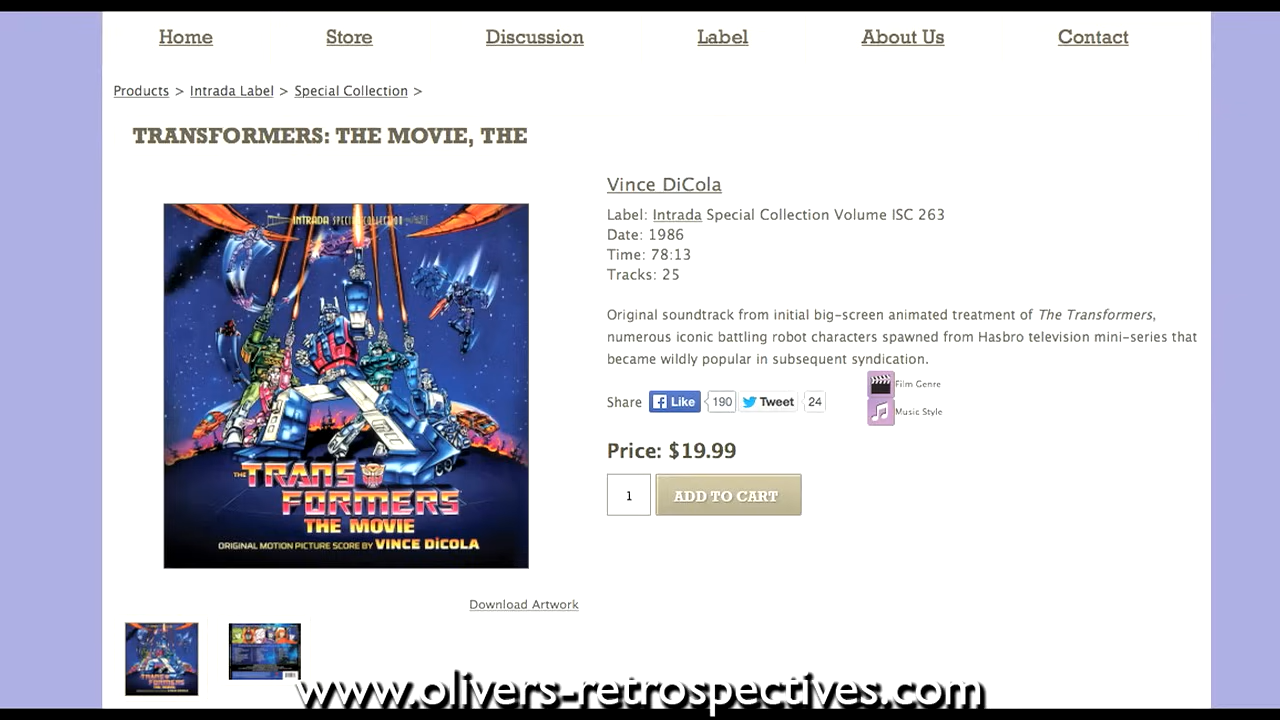 Home Store Discussion Label About Us Contact
Products > Intrada Label > Special Collection >
TRANSFORMERS: THE MOVIE, THE
INTRADA SPECIAL COLLECTION
THE TRANSFORMERS
THE MOVIE
ORIGINAL MOTION PICTURE SCORE BY VINCE DiCOLA
Download Artwork
Vince DiCola
Label: Intrada Special Collection Volume ISC 263
Date: 1986
Time: 78:13
Tracks: 25
Original soundtrack from initial big-screen animated treatment of The Transformers,
numerous iconic battling robot characters spawned from Hasbro television mini-series that
became wildly popular in subsequent syndication.
Share Like 190 Tweet 24
Film Genre
Music Style
Price: $19.99
1 ADD TO CART
www.olivers-retrospectives.com